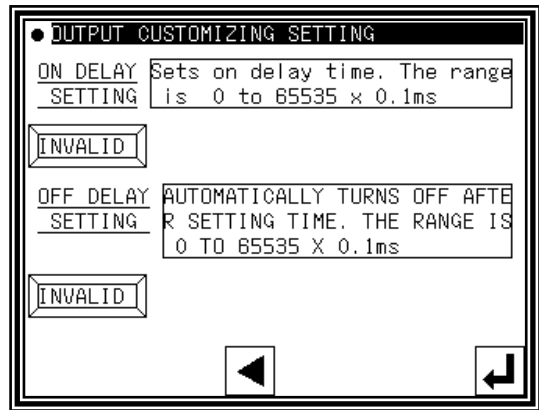 ● OUTPUT CUSTOMIZING SETTING
ON DELAY SETTING
Sets on delay time. The range
is 0 to 65535 x 0.1ms
INVALID
OFF DELAY SETTING
AUTOMATICALLY TURNS OFF AFTE
R SETTING TIME. THE RANGE IS
0 TO 65535 X 0.1ms
INVALID